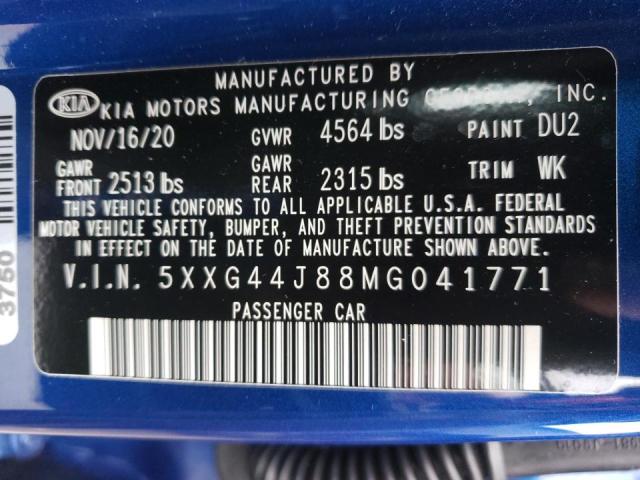 MANUFACTURED BY
KIA KIA MOTORS MANUFACTURING GEORGIA, INC.
NOV/16/20 GVWR 4564 lbs PAINT DU2
GAWR FRONT 2513 lbs GAWR REAR 2315 lbs TRIM WK
THIS VEHICLE CONFORMS TO ALL APPLICABLE U.S.A. FEDERAL
MOTOR VEHICLE SAFETY, BUMPER, AND THEFT PREVENTION STANDARDS
IN EFFECT ON THE DATE OF MANUFACTURE SHOWN ABOVE.
V.I.N. 5XXG44J88MG041771
PASSENGER CAR
3750